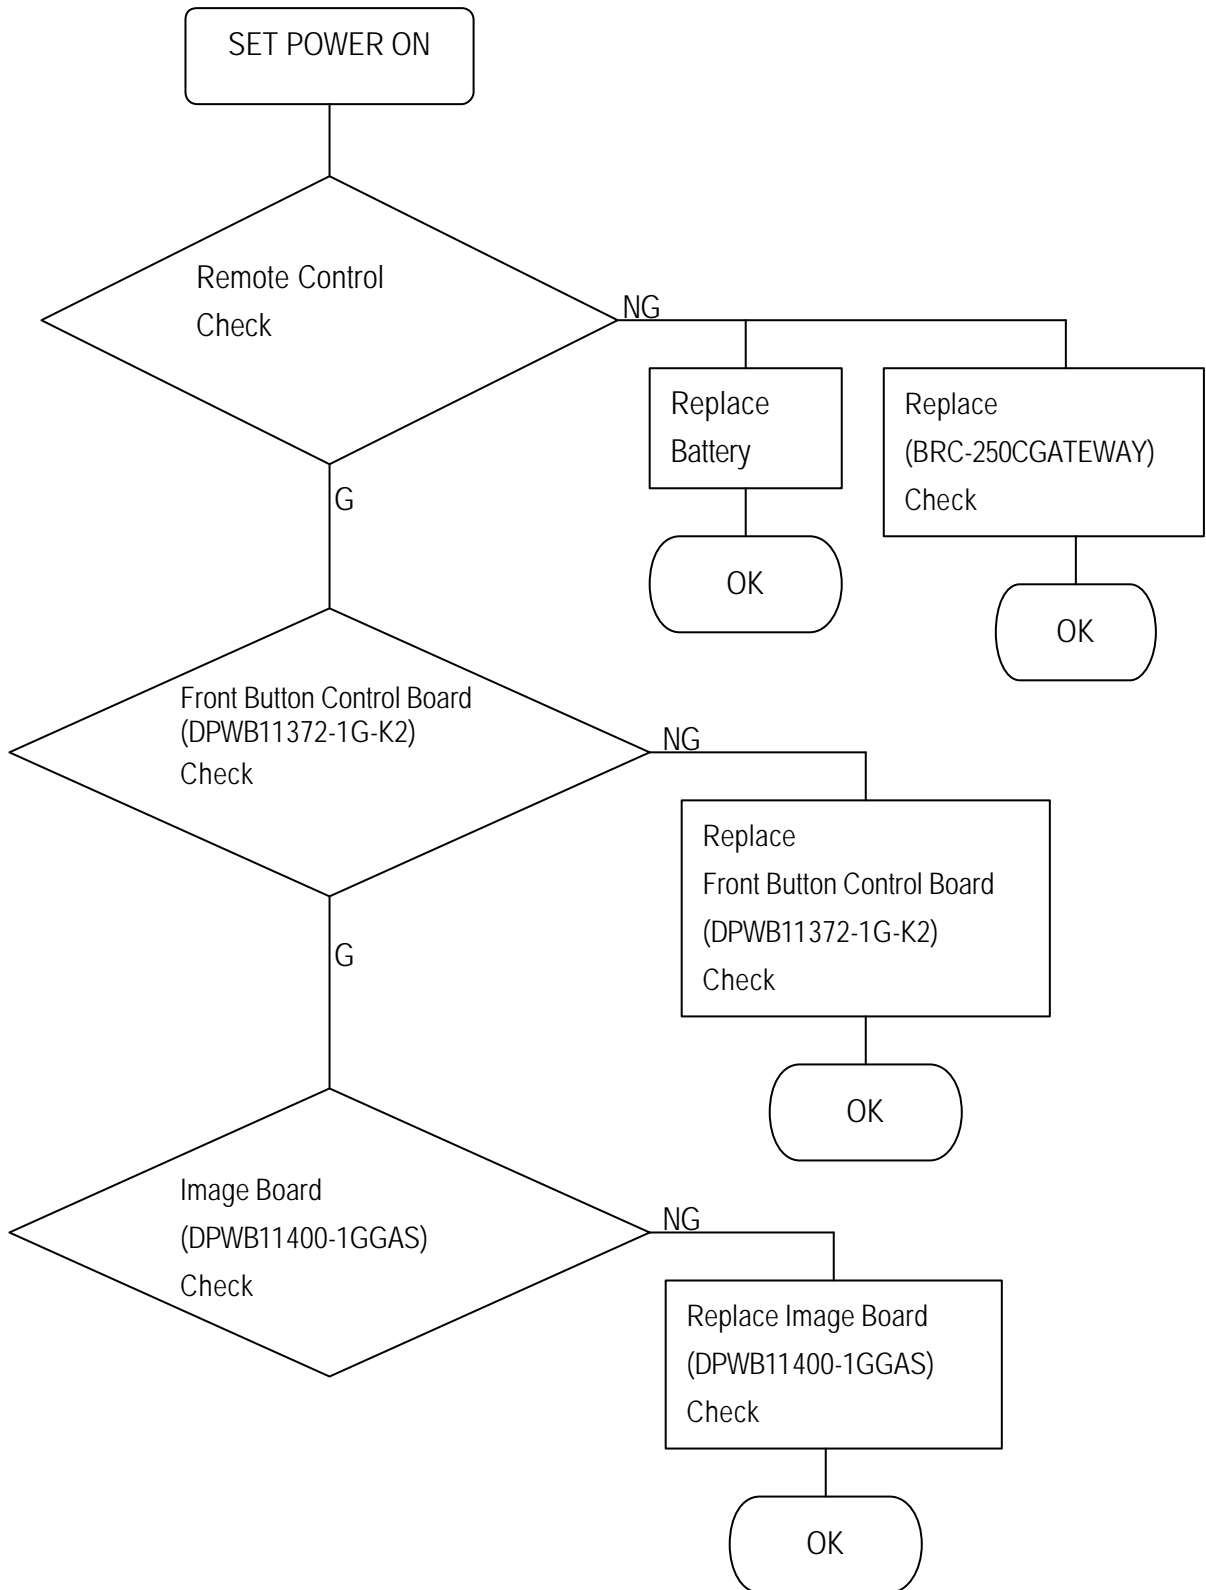 SET POWER ON
Remote Control
Check
NG
Replace
Battery
Replace
(BRC-250CGATEWAY)
Check
G
OK
OK
Front Button Control Board
(DPWB11372-1G-K2)
Check
NG
Replace
Front Button Control Board
(DPWB11372-1G-K2)
Check
G
OK
Image Board
(DPWB11400-1GGAS)
Check
NG
Replace Image Board
(DPWB11400-1GGAS)
Check
OK